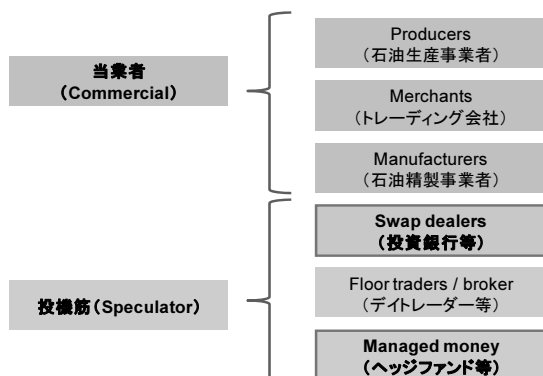 当業者
（Commercial）
Producers
（石油生産事業者）
Merchants
（トレーディング会社）
Manufacturers
（石油精製事業者）
投機筋（Speculator）
Swap dealers
（投資銀行等）
Floor traders / broker
（デイトレーダー等）
Managed money
（ヘッジファンド等）